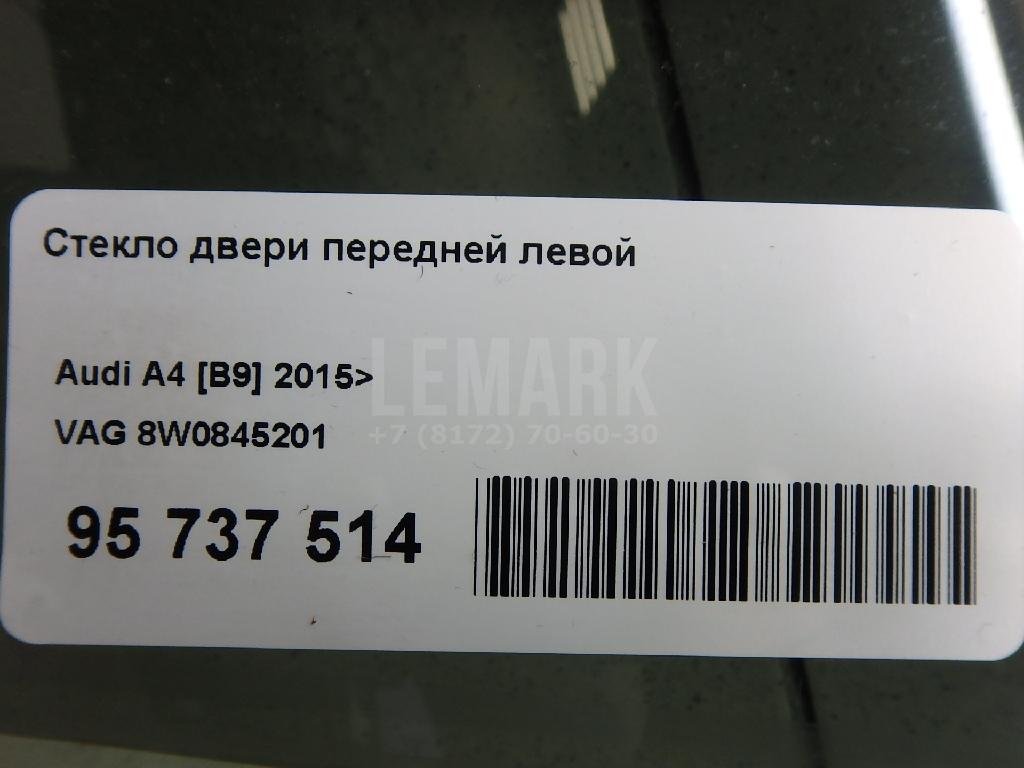 Стекло двери передней левой
Audi A4 [B9] 2015>
LEMARK
+7 (8172) 70-60-30
VAG 8W0845201
95 737 514